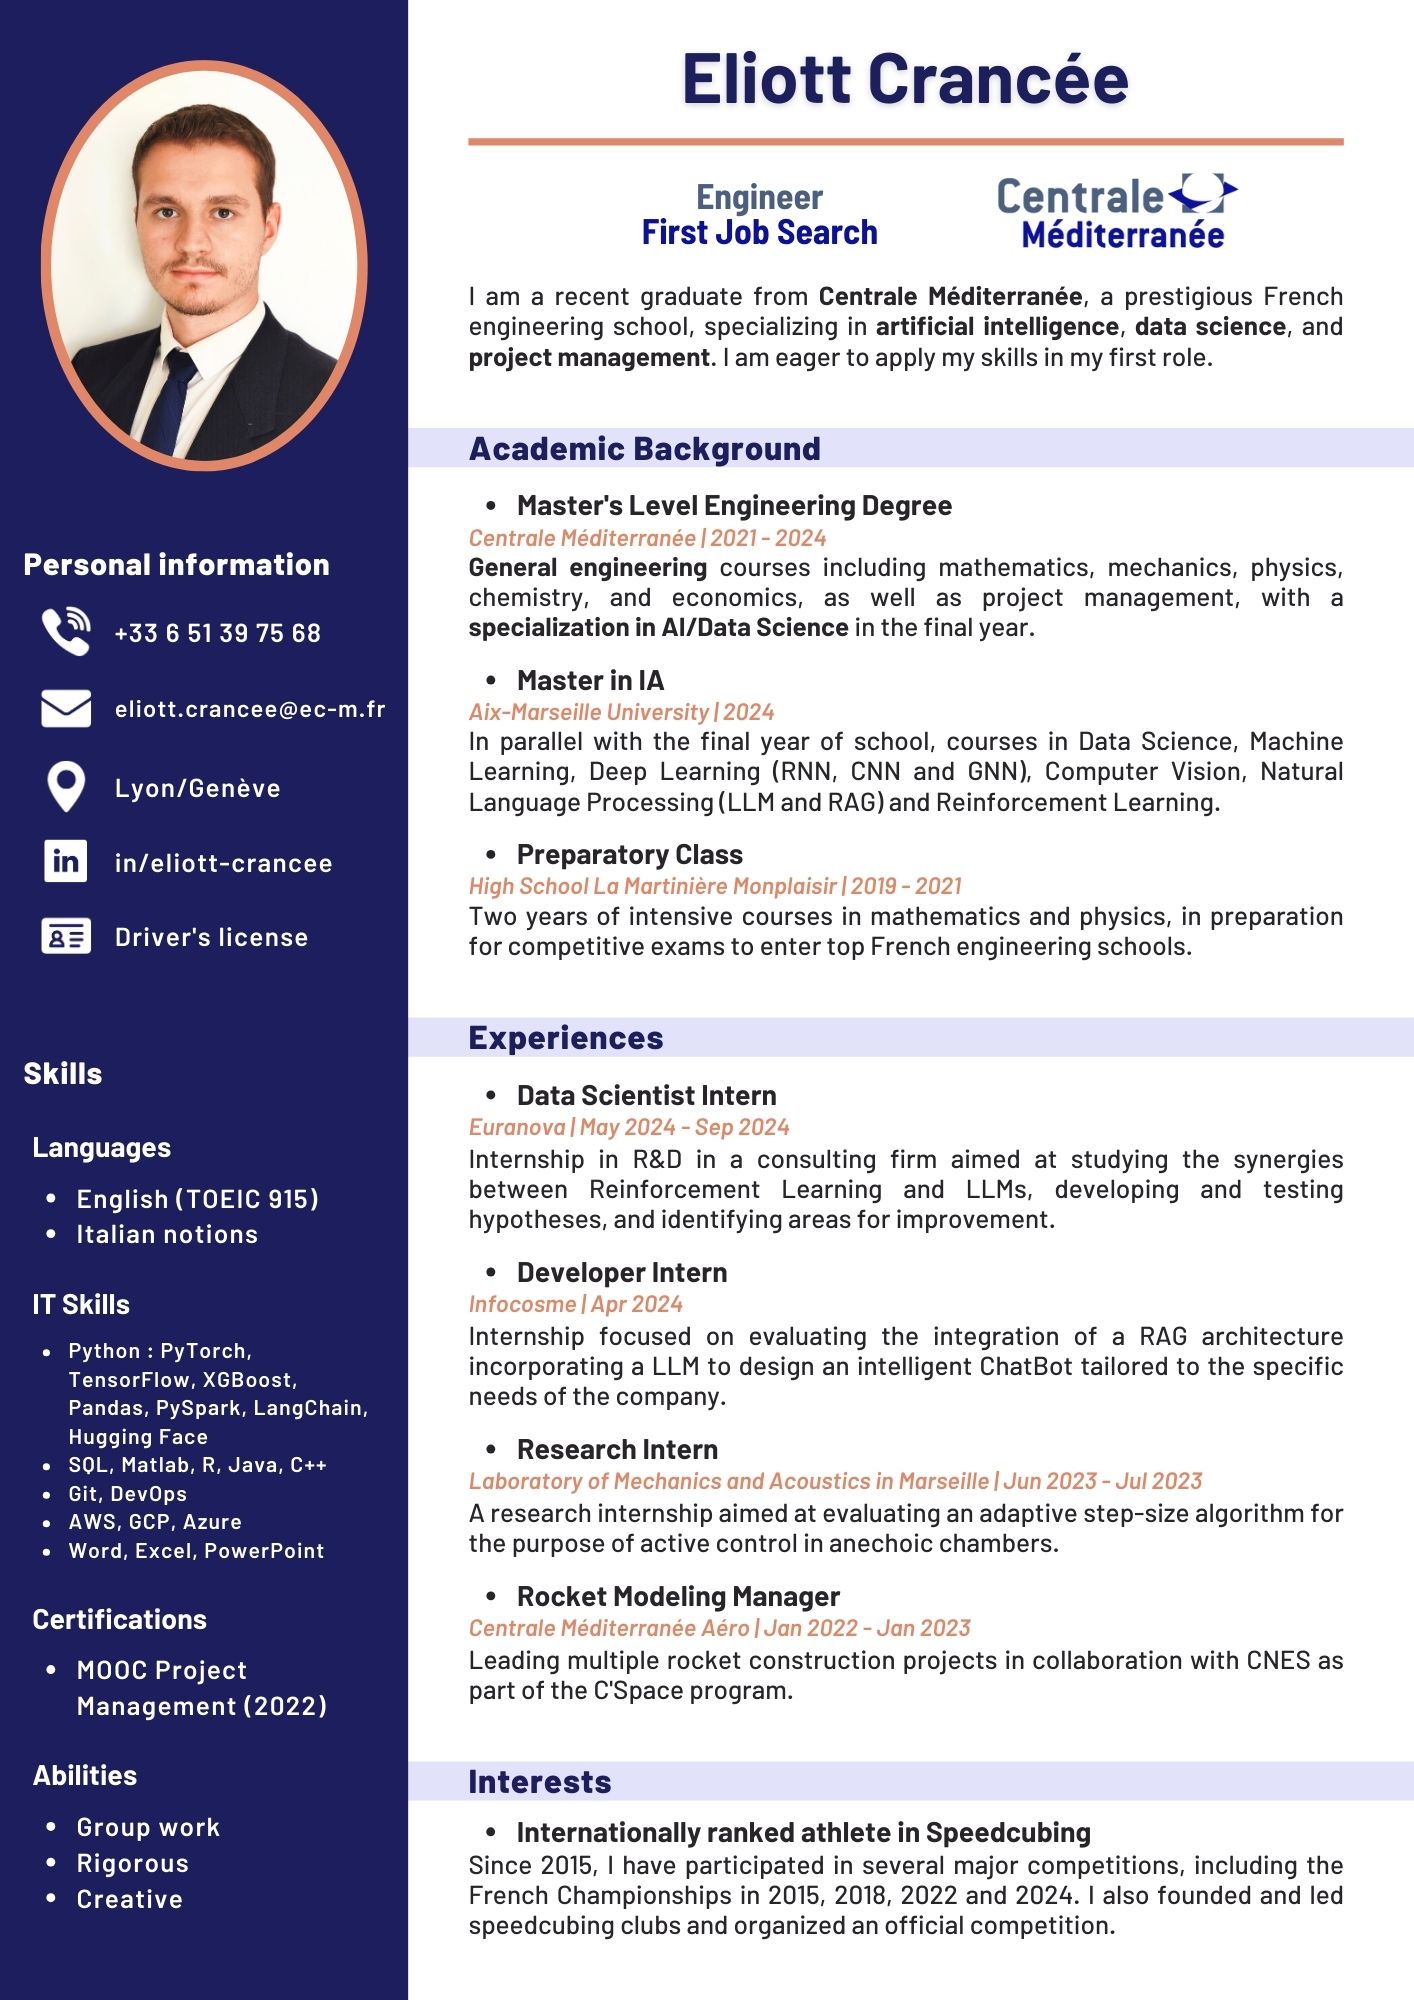 Eliott Crancée
Engineer
First Job Search
Centrale
Méditerranée
I am a recent graduate from Centrale Méditerranée, a prestigious French
engineering school, specializing in artificial intelligence, data science, and
project management. I am eager to apply my skills in my first role.
Personal information
+33 6 51 39 75 68
eliott.crancee@ec-m.fr
Lyon/Genève
in
in/eliott-crancee
Driver's license
Skills
Languages
• English (TOEIC 915)
• Italian notions
IT Skills
• Python : PyTorch,
TensorFlow, XGBoost,
Pandas, PySpark, LangChain,
Hugging Face
• SQL, Matlab, R, Java, C++
• Git, DevOps
• AWS, GCP, Azure
• Word, Excel, PowerPoint
Certifications
• MOOC Project
Management (2022)
Abilities
• Group work
• Rigorous
• Creative
Academic Background
• Master's Level Engineering Degree
Centrale Méditerranée | 2021 - 2024
General engineering courses including mathematics, mechanics, physics,
chemistry, and economics, as well as project management, with a
specialization in AI/Data Science in the final year.
• Master in IA
Aix-Marseille University | 2024
In parallel with the final year of school, courses in Data Science, Machine
Learning, Deep Learning (RNN, CNN and GNN), Computer Vision, Natural
Language Processing (LLM and RAG) and Reinforcement Learning.
• Preparatory Class
High School La Martinière Monplaisir | 2019 - 2021
Two years of intensive courses in mathematics and physics, in preparation
for competitive exams to enter top French engineering schools.
Experiences
• Data Scientist Intern
Euranova | May 2024 - Sep 2024
Internship in R&D in a consulting firm aimed at studying the synergies
between Reinforcement Learning and LLMs, developing and testing
hypotheses, and identifying areas for improvement.
• Developer Intern
Infocosme | Apr 2024
Internship focused on evaluating the integration of a RAG architecture
incorporating a LLM to design an intelligent ChatBot tailored to the specific
needs of the company.
• Research Intern
Laboratory of Mechanics and Acoustics in Marseille | Jun 2023 - Jul 2023
A research internship aimed at evaluating an adaptive step-size algorithm for
the purpose of active control in anechoic chambers.
• Rocket Modeling Manager
Centrale Méditerranée Aéro | Jan 2022 - Jan 2023
Leading multiple rocket construction projects in collaboration with CNES as
part of the C'Space program.
Interests
• Internationally ranked athlete in Speedcubing
Since 2015, I have participated in several major competitions, including the
French Championships in 2015, 2018, 2022 and 2024. I also founded and led
speedcubing clubs and organized an official competition.